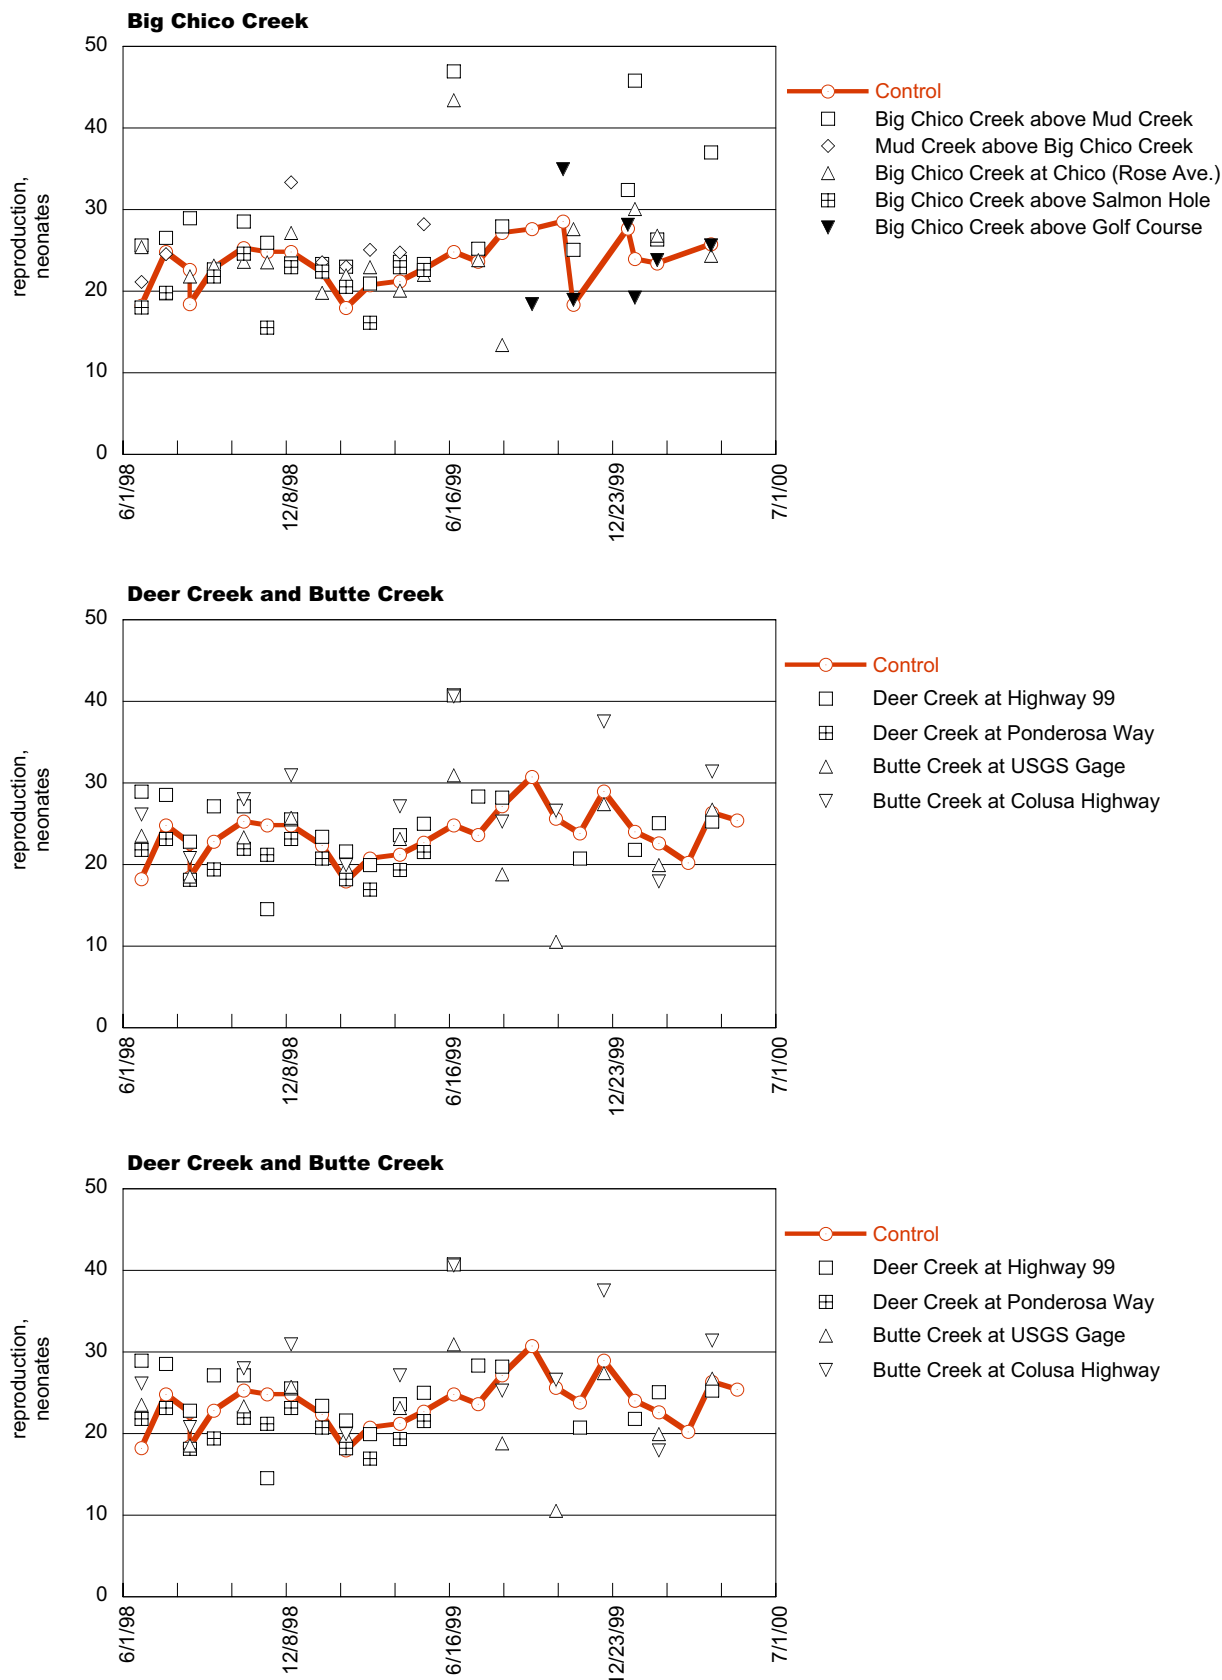 Big Chico Creek
50
40
30
20
10
0
reproduction,
neonates
6/1/98
12/8/98
6/16/99
12/23/99
7/1/00
Control
Big Chico Creek above Mud Creek
Mud Creek above Big Chico Creek
Big Chico Creek at Chico (Rose Ave.)
Big Chico Creek above Salmon Hole
Big Chico Creek above Golf Course
Deer Creek and Butte Creek
50
40
30
20
10
0
reproduction,
neonates
6/1/98
12/8/98
6/16/99
12/23/99
7/1/00
Control
Deer Creek at Highway 99
Deer Creek at Ponderosa Way
Butte Creek at USGS Gage
Butte Creek at Colusa Highway
Deer Creek and Butte Creek
50
40
30
20
10
0
reproduction,
neonates
6/1/98
12/8/98
6/16/99
12/23/99
7/1/00
Control
Deer Creek at Highway 99
Deer Creek at Ponderosa Way
Butte Creek at USGS Gage
Butte Creek at Colusa Highway